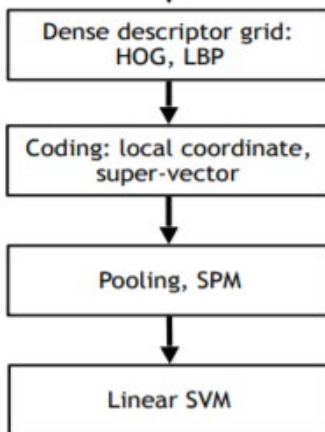 Dense descriptor grid:
HOG, LBP
Coding: local coordinate,
super-vector
Pooling, SPM
Linear SVM